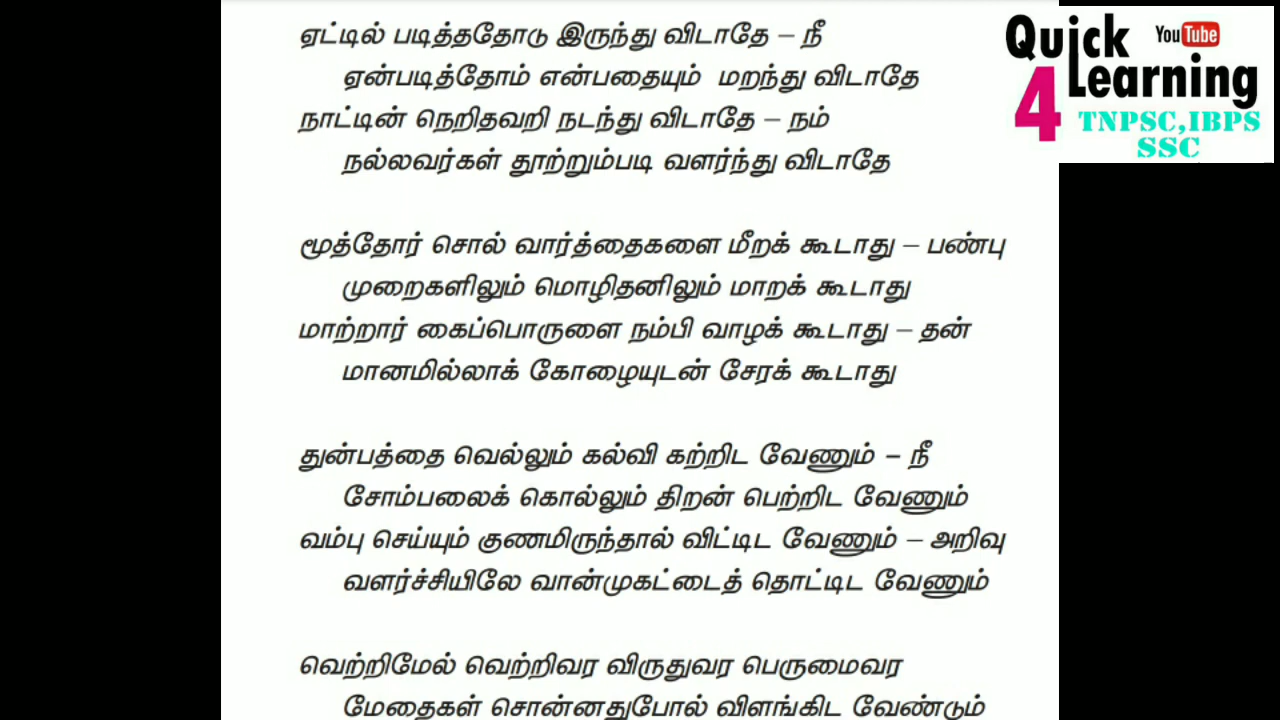 ஏட்டில் படித்ததோடு இருந்து விடாதே – நீ
ஏன்படித்தோம் என்பதையும் மறந்து விடாதே
நாட்டின் நெறிதவறி நடந்து விடாதே – நம்
நல்லவர்கள் தூற்றும்படி வளர்ந்து விடாதே
மூத்தோர் சொல் வார்த்தைகளை மீறக் கூடாது – பண்பு
முறைகளிலும் மொழிதனிலும் மாறக் கூடாது
மாற்றார் கைப்பொருளை நம்பி வாழக் கூடாது – தன்
மானமில்லாக் கோழையுடன் சேரக் கூடாது
துன்பத்தை வெல்லும் கல்வி கற்றிட வேணும் – நீ
சோம்பலைக் கொல்லும் திறன் பெற்றிட வேணும்
வம்பு செய்யும் குணமிருந்தால் விட்டிட வேணும் – அறிவு
வளர்ச்சியிலே வான்முகட்டைத் தொட்டிட வேணும்
வெற்றிமேல் வெற்றிவர விருதுவர பெருமைவர
மேதைகள் சொன்னதுபோல் விளங்கிட வேண்டும்
Quick YouTube
4 Learning
TNPSC,IBPS
SSC